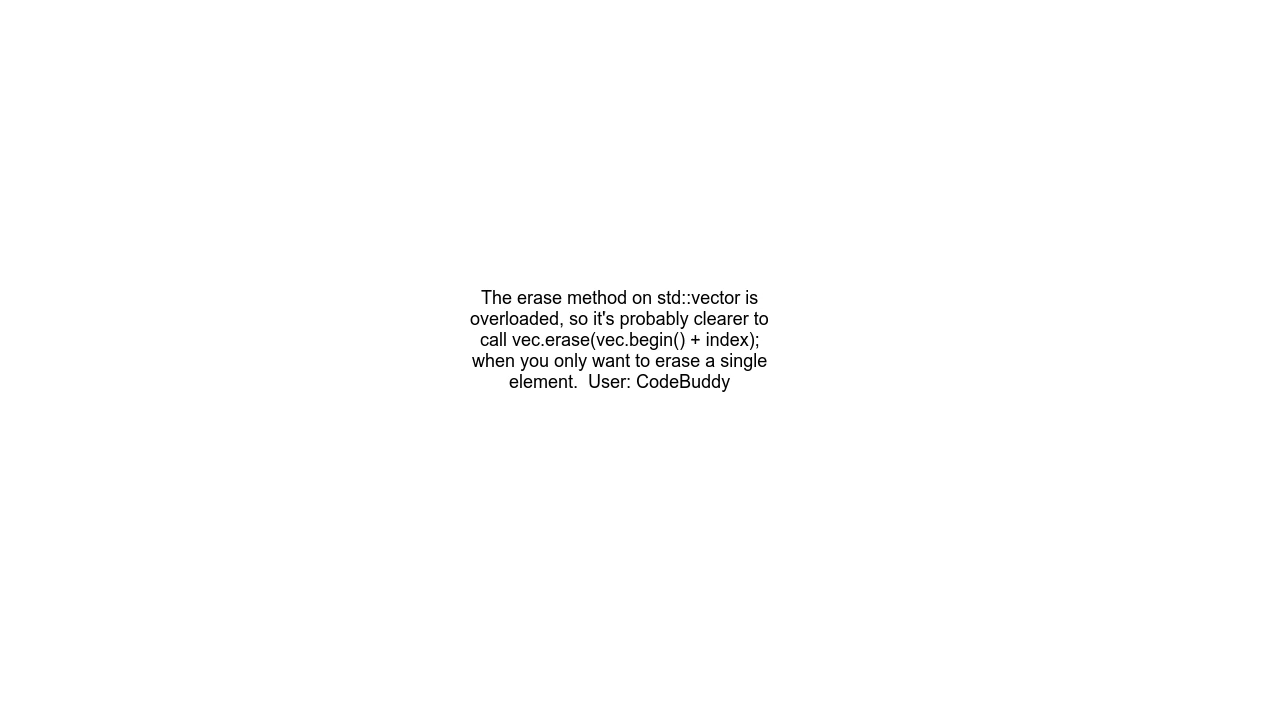 The erase method on std::vector is
overloaded, so it's probably clearer to
call vec.erase(vec.begin() + index);
when you only want to erase a single
element.  User: CodeBuddy